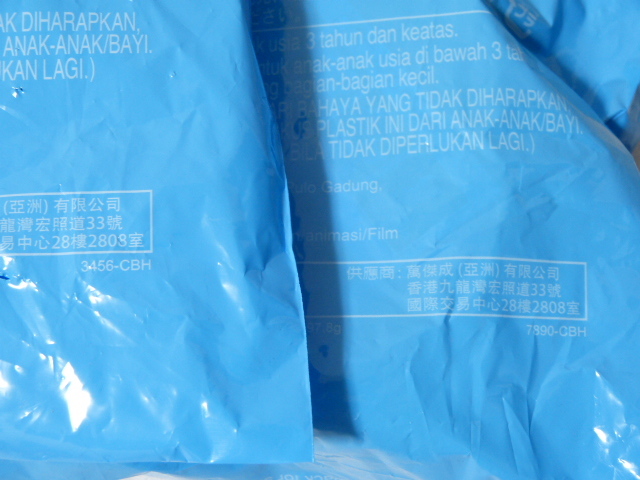 AK DIHARAPKAN,
ANAK-ANAK/BAYI.
UKAN LAGI.)
(亞洲) 有限公司
龍灣宏照道33號
易中心28樓2808室
3456-CBH
usia 3 tahun dan keatas.
anak-anak usia di bawah 3
bagian-bagian kecil.
BAHAYA YANG TIDAK DIHARAPKAN,
PLASTIK INI DARI ANAK-ANAK/BAYI.
BILA TIDAK DIPERLUKAN LAGI.)
Gadung,
/Film
供應商: 萬傑成 (亞洲) 有限公司
香港九龍灣宏照道33號
國際交易中心28樓2808室
7890-CBH